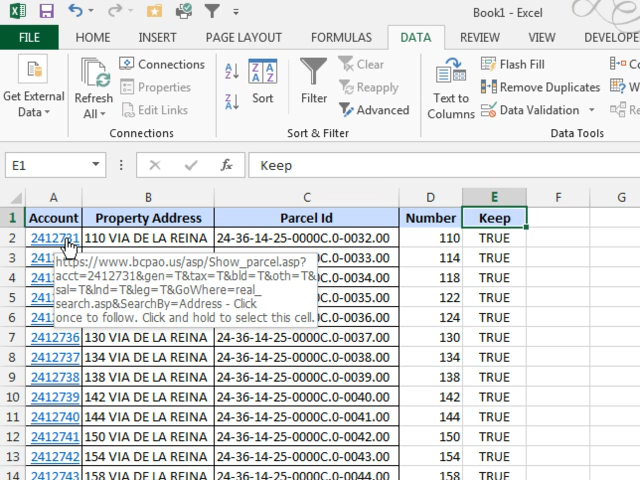 Book1 - Excel
FILE HOME INSERT PAGE LAYOUT FORMULAS DATA REVIEW VIEW DEVELOPE
Get External
Data
Refresh
All
Connections
Properties
Edit Links
Connections
A
Z
Z
A
Z A
A Z
Sort
Filter
Clear
Reapply
Advanced
Sort & Filter
Text to
Columns
Flash Fill
Remove Duplicates
Data Validation
Data Tools
E1 fx Keep
A B C D E F G
1 Account Property Address Parcel Id Number Keep
2 2412731 110 VIA DE LA REINA 24-36-14-25-0000C.0-0032.00 110 TRUE
3 241 .0-0033.00 114 TRUE
4 241 .0-0034.00 118 TRUE
5 241 .0-0035.00 122 TRUE
6 241 .0-0036.00 124 TRUE
https://www.bcpao.us/asp/Show_parcel.asp?
acct=2412731&gen=T&tax=T&bld=T&oth=T&
sal=T&lnd=T&leg=T&GoWhere=real_
search.asp&SearchBy=Address - Click
once to follow. Click and hold to select this cell.
7 2412736 130 VIA DE LA REINA 24-36-14-25-0000C.0-0037.00 130 TRUE
8 2412737 134 VIA DE LA REINA 24-36-14-25-0000C.0-0038.00 134 TRUE
9 2412738 138 VIA DE LA REINA 24-36-14-25-0000C.0-0039.00 138 TRUE
10 2412739 142 VIA DE LA REINA 24-36-14-25-0000C.0-0040.00 142 TRUE
11 2412740 144 VIA DE LA REINA 24-36-14-25-0000C.0-0041.00 144 TRUE
12 2412741 150 VIA DE LA REINA 24-36-14-25-0000C.0-0042.00 150 TRUE
13 2412742 154 VIA DE LA REINA 24-36-14-25-0000C.0-0043.00 154 TRUE
14 2412743 158 VIA DE LA REINA 24-36-14-25-0000C.0-0044.00 158 TRUE